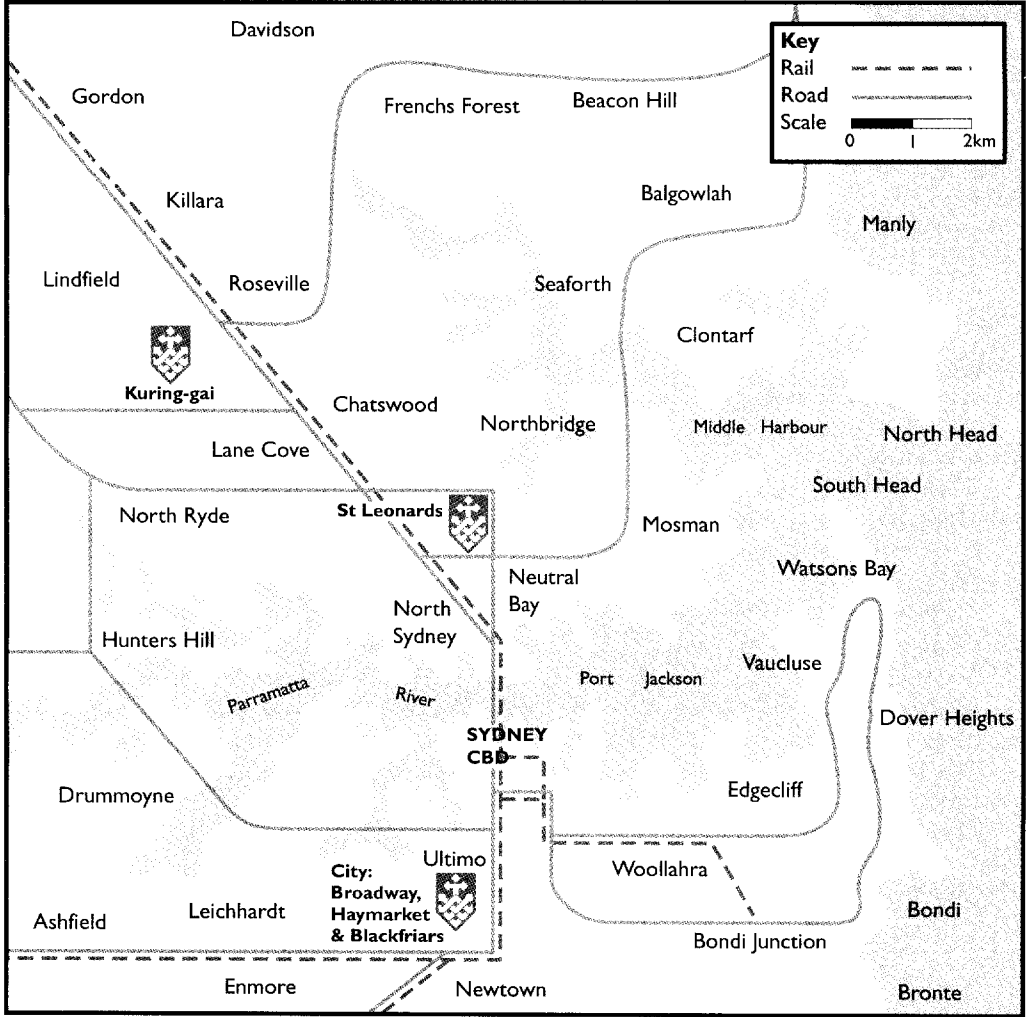 Davidson
Key
Rail
Road
Scale
0 1 2km
Gordon
Frenchs Forest
Beacon Hill
Killara
Balgowlah
Manly
Lindfield
Roseville
Seaforth
Clontarf
Kuring-gai
Chatswood
Northbridge
Middle Harbour
North Head
Lane Cove
South Head
North Ryde
St Leonards
Mosman
Watsons Bay
Neutral
Bay
North
Sydney
Hunters Hill
Vaucluse
Port Jackson
Parramatta River
Dover Heights
SYDNEY
CBD
Drummoyne
Edgecliff
Ultimo
City:
Broadway,
Haymarket
& Blackfriars
Woollahra
Ashfield
Leichhardt
Bondi
Bondi Junction
Enmore
Newtown
Bronte